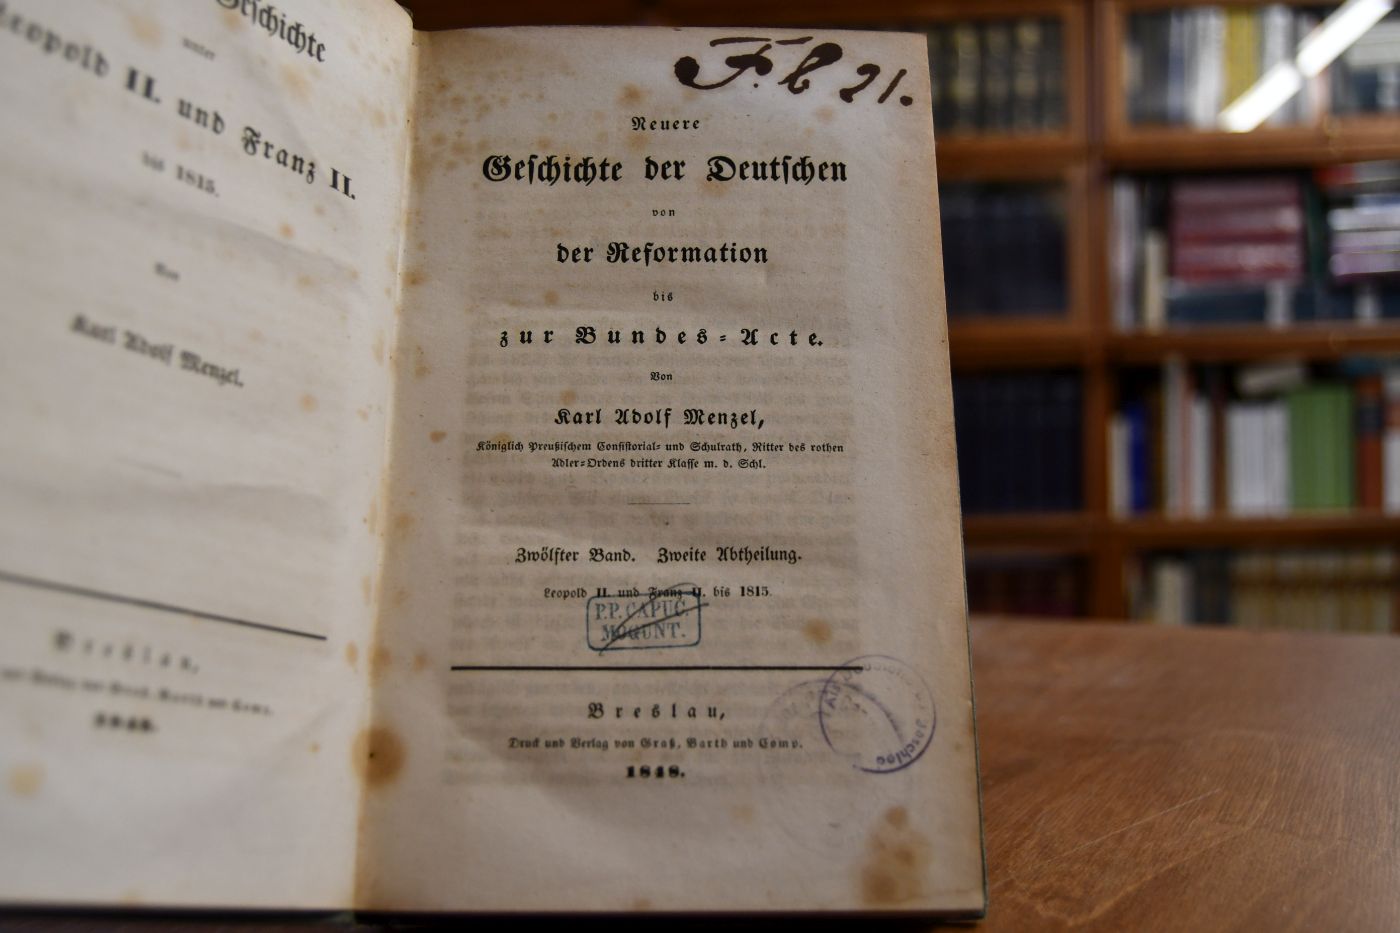 Geschichte
unter
Leopold II. und Franz II.
bis 1815.
Von
Karl Adolf Menzel.
Breslau,
1848.
F. b 21.
Neuere
Geschichte der Deutschen
von
der Reformation
bis
zur Bundes-Acte.
Von
Karl Adolf Menzel,
Königlich Preußischem Consistorial- und Schulrath, Ritter des rothen
Adler-Ordens dritter Klasse m. d. Schl.
Zwölfter Band. Zweite Abtheilung.
Leopold II. und Franz II. bis 1815.
P.P. CAPUC.
MOGUNT.
Breslau,
Druck und Verlag von Graß, Barth und Comp.
1848.